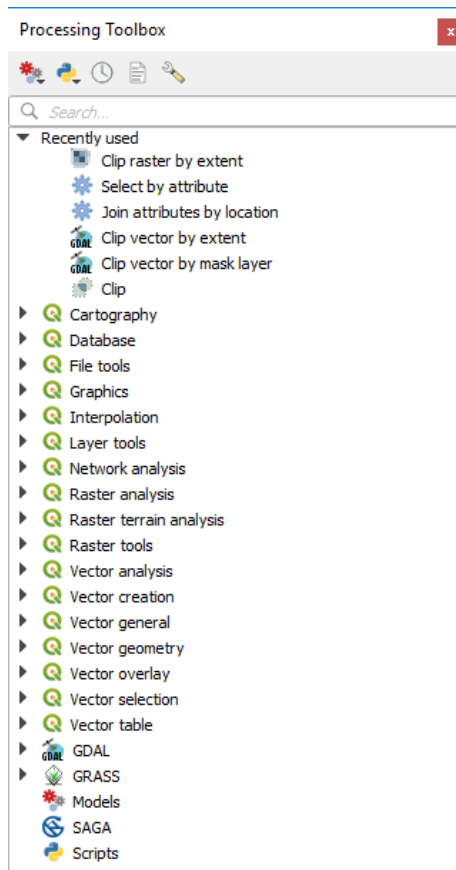 Processing Toolbox
x
Search...
Recently used
Clip raster by extent
Select by attribute
Join attributes by location
GDAL Clip vector by extent
GDAL Clip vector by mask layer
Clip
Cartography
Database
File tools
Graphics
Interpolation
Layer tools
Network analysis
Raster analysis
Raster terrain analysis
Raster tools
Vector analysis
Vector creation
Vector general
Vector geometry
Vector overlay
Vector selection
Vector table
GDAL GDAL
GRASS
Models
SAGA
Scripts